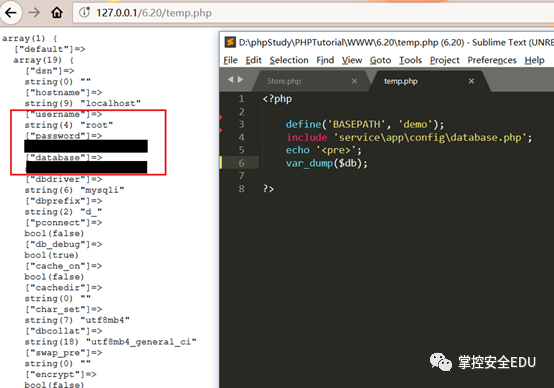 127.0.0.1/6.20/temp.php
array(1) {
["default"]=>
array(19) {
["dsn"]=>
string(0) ""
["hostname"]=>
string(9) "localhost"
["username"]=>
string(4) "root"
["password"]=>
["database"]=>
["dbdriver"]=>
string(6) "mysqli"
["dbprefix"]=>
string(2) "d_"
["pconnect"]=>
bool(false)
["db_debug"]=>
bool(true)
["cache_on"]=>
bool(false)
["cachedir"]=>
string(0) ""
["char_set"]=>
string(7) "utf8mb4"
["dbcollat"]=>
string(18) "utf8mb4_general_ci"
["swap_pre"]=>
string(0) ""
["encrypt"]=>
bool(false)
D:\phpStudy\PHPTutorial\WWW\6.20\temp.php (6.20) - Sublime Text (UNRE
File Edit Selection Find View Goto Tools Project Preferences Help
Store.php × temp.php ×
1 <?php
2
3 define('BASEPATH', 'demo');
4 include 'service\app\config\database.php';
5 echo '<pre>';
6 var_dump($db);
7
8 ?>
掌控安全EDU